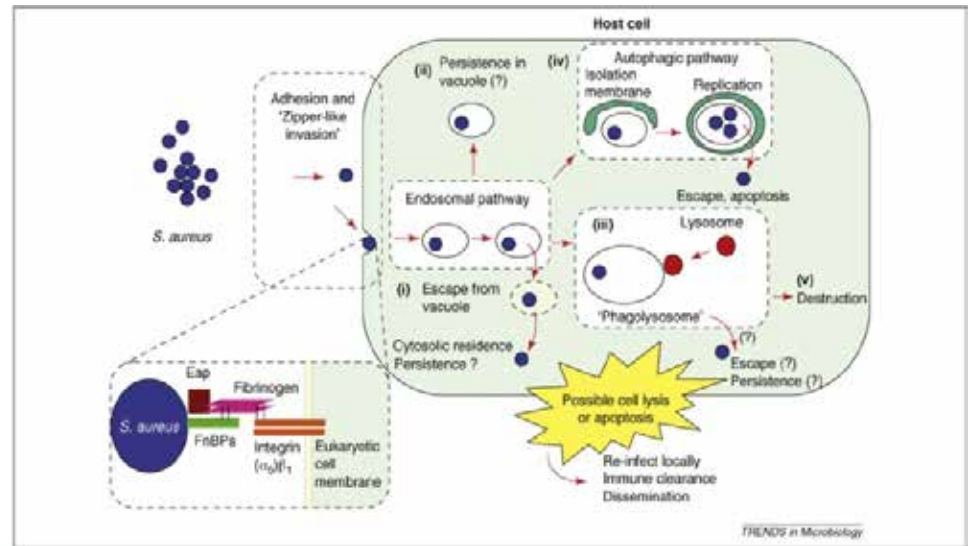 Host cell
(ii) Persistence in
vacuole (?)
(iv) Autophagic pathway
Isolation
membrane
Replication
Adhesion and
'Zipper-like
invasion'
S. aureus
Endosomal pathway
Escape, apoptosis
(iii)
Lysosome
(i) Escape from
vacuole
'Phagolysosome'
(v)
Destruction
(?)
Cytosolic residence
Persistence ?
Escape (?)
Persistence (?)
Possible cell lysis
or apoptosis
Eap
Fibrinogen
S. aureus
FnBPs
Integrin
(α5)β1
Eukaryotic
cell
membrane
Re-infect locally
Immune clearance
Dissemination
TRENDS in Microbiology